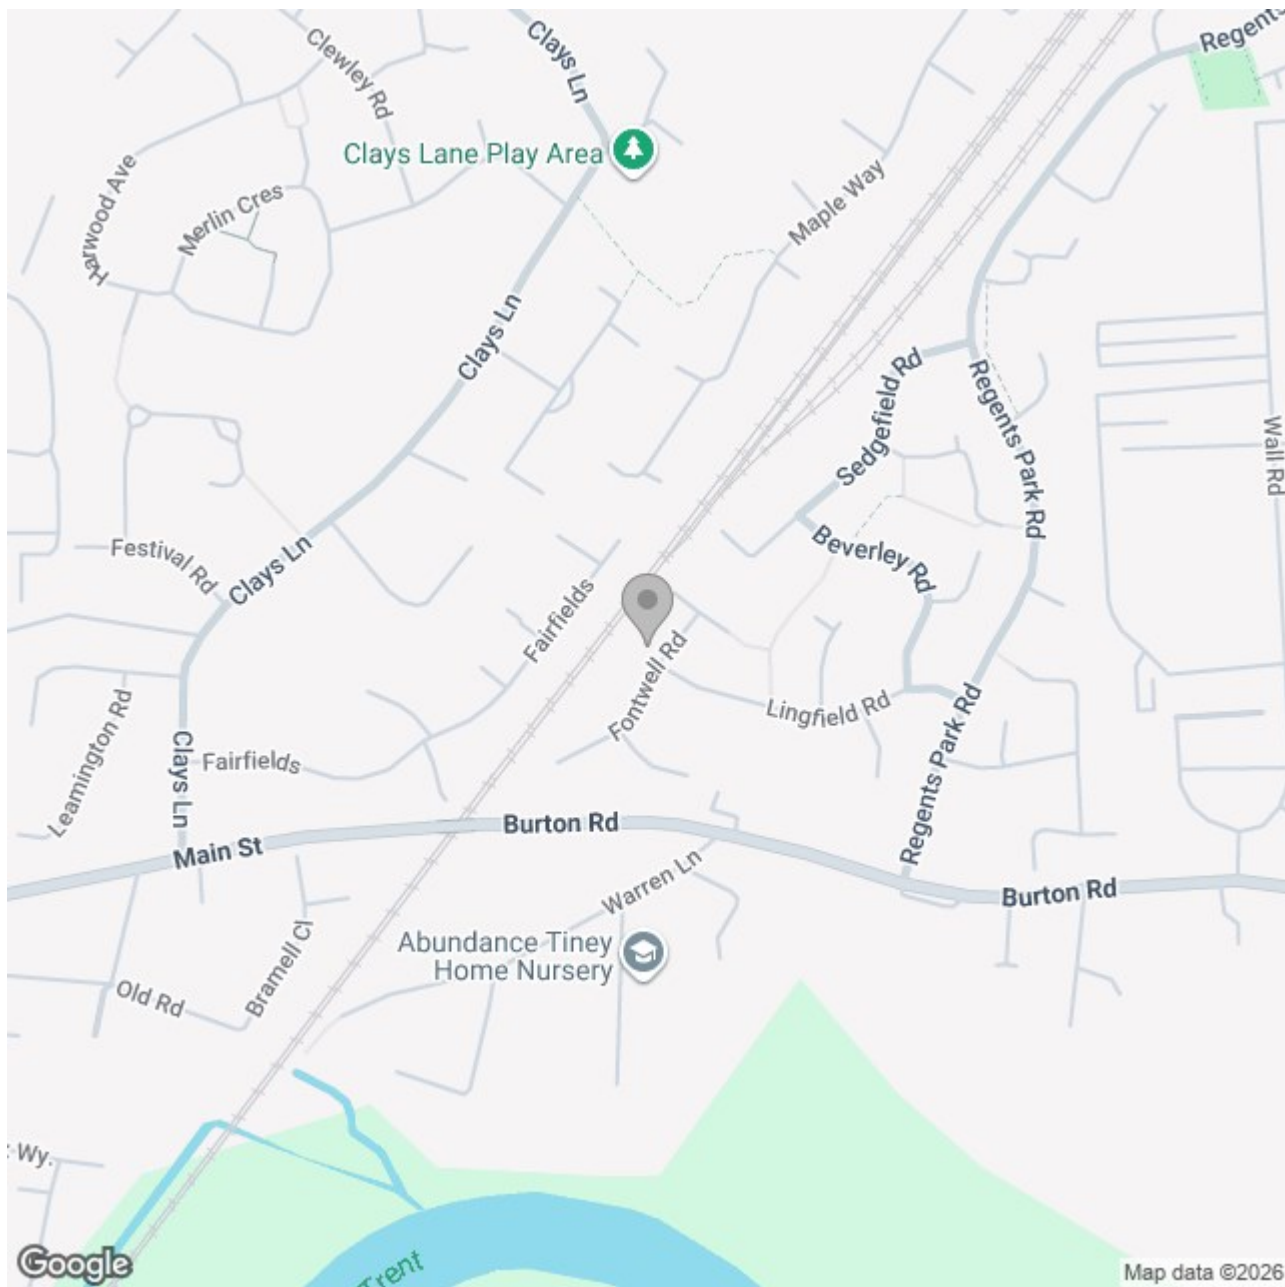 Regents
Clays Ln
Clewley Rd
Clays Lane Play Area
Harwood Ave
Merlin Cres
Maple Way
Clays Ln
Sedgefield Rd
Regents Park Rd
Wall Rd
Beverley Rd
Festival Rd
Clays Ln
Fairfields
Fontwell Rd
Lingfield Rd
Leamington Rd
Clays Ln
Fairfields
Regents Park Rd
Burton Rd
Main St
Warren Ln
Burton Rd
Bramell Cl
Abundance Tiney
Home Nursery
Old Rd
Wy.
Trent
Google
Map data ©2026